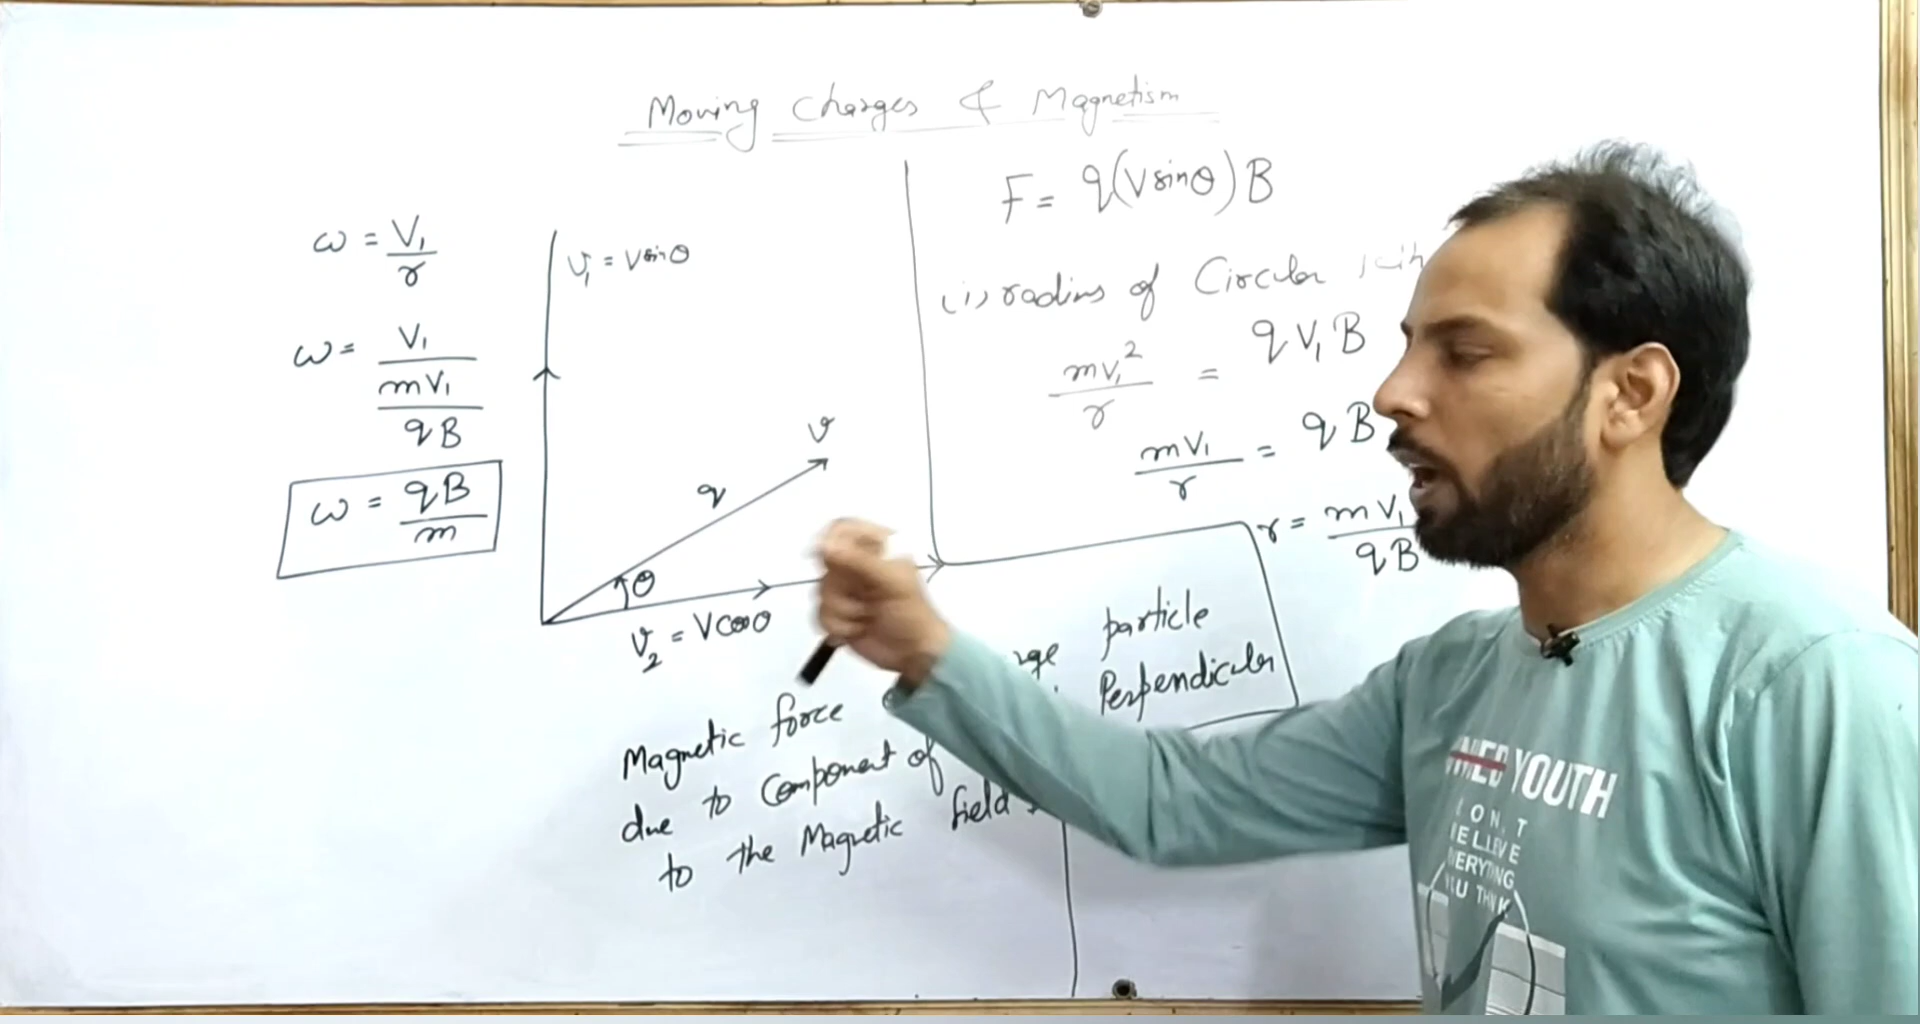 Moving Charges & Magnetism
ω = V₁/r
ω = V₁/(mV₁/qB)
ω = qB/m
v₁ = v sinθ
v
q
θ
v₂ = V cosθ
F = q(v sinθ)B
(i) radius of Circular
mv₁²/r = qV₁B
mv₁/r = qB
r = mV₁/qB
Magnetic force particle
due to Component of Perpendicular
to the Magnetic field
YOUTH